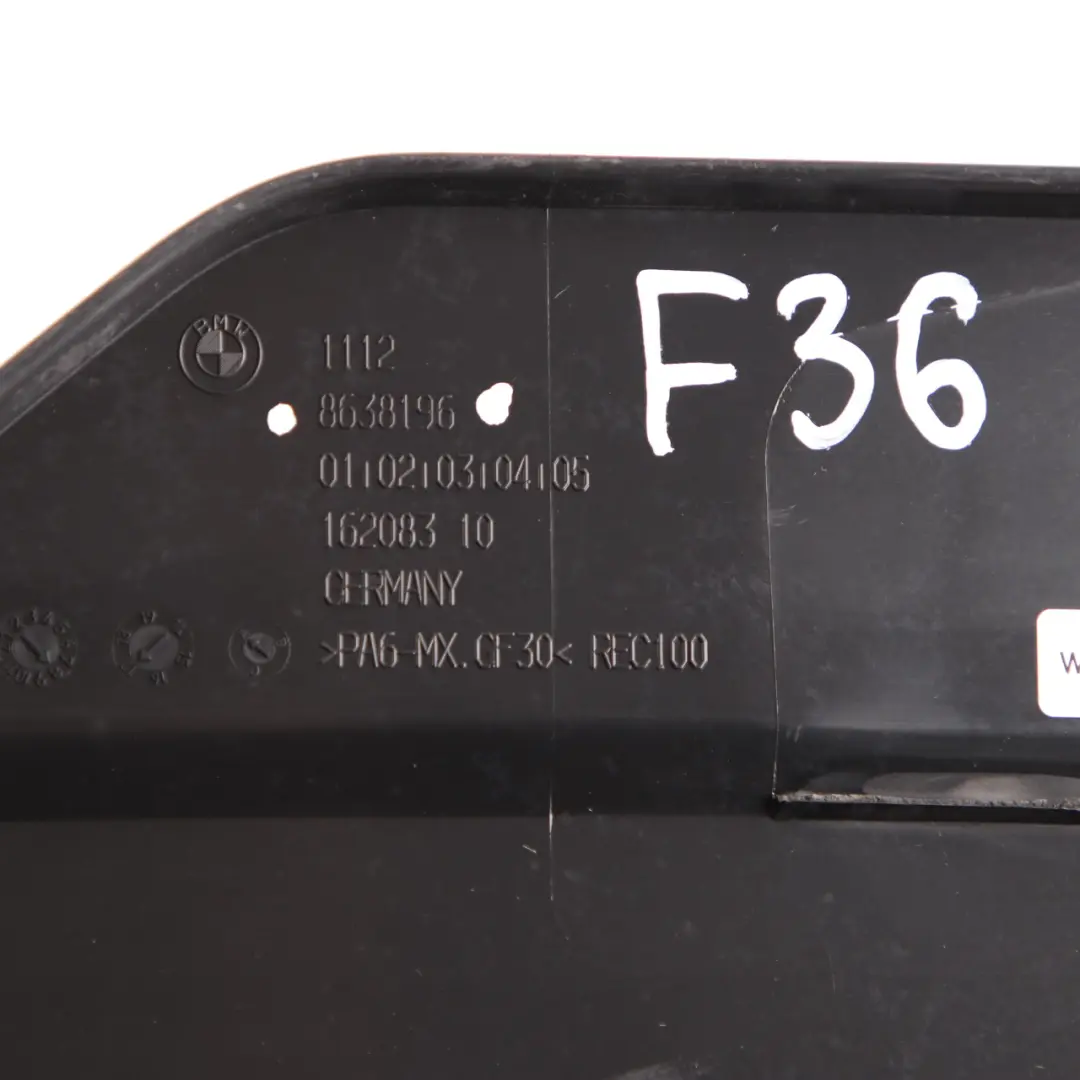 BMW
1112
8638196
01|02|03|04|05
162083 10
GERMANY
>PA6-MX.GF30< REC100
F36
W